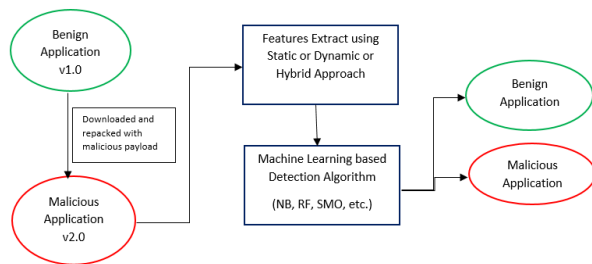 Benign
Application
v1.0
Downloaded and
repacked with
malicious payload
Malicious
Application
v2.0
Features Extract using
Static or Dynamic or
Hybrid Approach
Machine Learning based
Detection Algorithm
(NB, RF, SMO, etc.)
Benign
Application
Malicious
Application